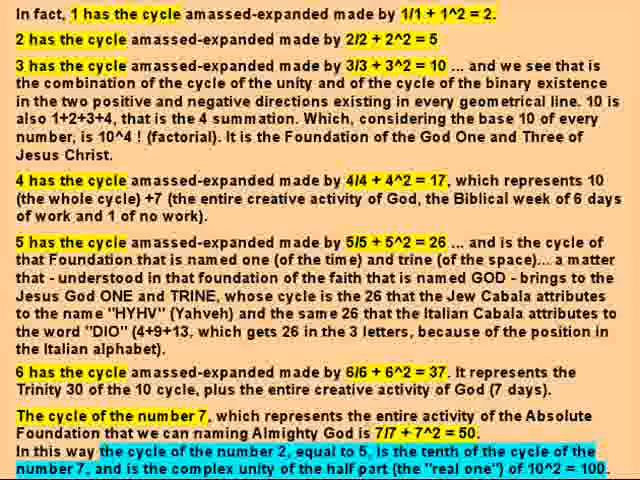 In fact, 1 has the cycle amassed-expanded made by 1/1 + 1^2 = 2.
2 has the cycle amassed-expanded made by 2/2 + 2^2 = 5
3 has the cycle amassed-expanded made by 3/3 + 3^2 = 10 ... and we see that is
the combination of the cycle of the unity and of the cycle of the binary existence
in the two positive and negative directions existing in every geometrical line. 10 is
also 1+2+3+4, that is the 4 summation. Which, considering the base 10 of every
number, is 10^4 ! (factorial). It is the Foundation of the God One and Three of
Jesus Christ.
4 has the cycle amassed-expanded made by 4/4 + 4^2 = 17, which represents 10
(the whole cycle) +7 (the entire creative activity of God, the Biblical week of 6 days
of work and 1 of no work).
5 has the cycle amassed-expanded made by 5/5 + 5^2 = 26 ... and is the cycle of
that Foundation that is named one (of the time) and trine (of the space)... a matter
that - understood in that foundation of the faith that is named GOD - brings to the
Jesus God ONE and TRINE, whose cycle is the 26 that the Jew Cabala attributes
to the name "HYHV" (Yahveh) and the same 26 that the Italian Cabala attributes to
the word "DIO" (4+9+13, which gets 26 in the 3 letters, because of the position in
the Italian alphabet).
6 has the cycle amassed-expanded made by 6/6 + 6^2 = 37. It represents the
Trinity 30 of the 10 cycle, plus the entire creative activity of God (7 days).
The cycle of the number 7, which represents the entire activity of the Absolute
Foundation that we can naming Almighty God is 7/7 + 7^2 = 50.
In this way the cycle of the number 2, equal to 5, is the tenth of the cycle of the
number 7, and is the complex unity of the half part (the "real one") of 10^2 = 100.